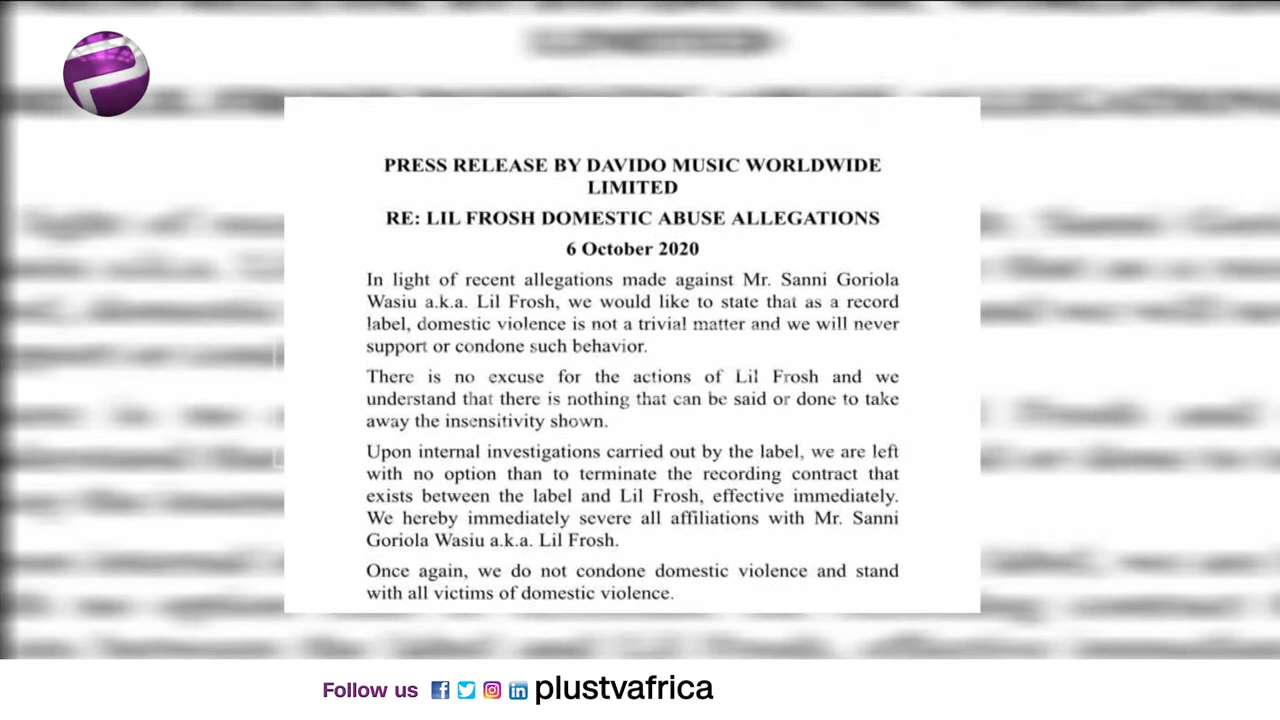 PRESS RELEASE BY DAVIDO MUSIC WORLDWIDE
LIMITED
RE: LIL FROSH DOMESTIC ABUSE ALLEGATIONS
6 October 2020
In light of recent allegations made against Mr. Sanni Goriola
Wasiu a.k.a. Lil Frosh, we would like to state that as a record
label, domestic violence is not a trivial matter and we will never
support or condone such behavior.
There is no excuse for the actions of Lil Frosh and we
understand that there is nothing that can be said or done to take
away the insensitivity shown.
Upon internal investigations carried out by the label, we are left
with no option than to terminate the recording contract that
exists between the label and Lil Frosh, effective immediately.
We hereby immediately sever all affiliations with Mr. Sanni
Goriola Wasiu a.k.a. Lil Frosh.
Once again, we do not condone domestic violence and stand
with all victims of domestic violence.
Follow us plustvafrica